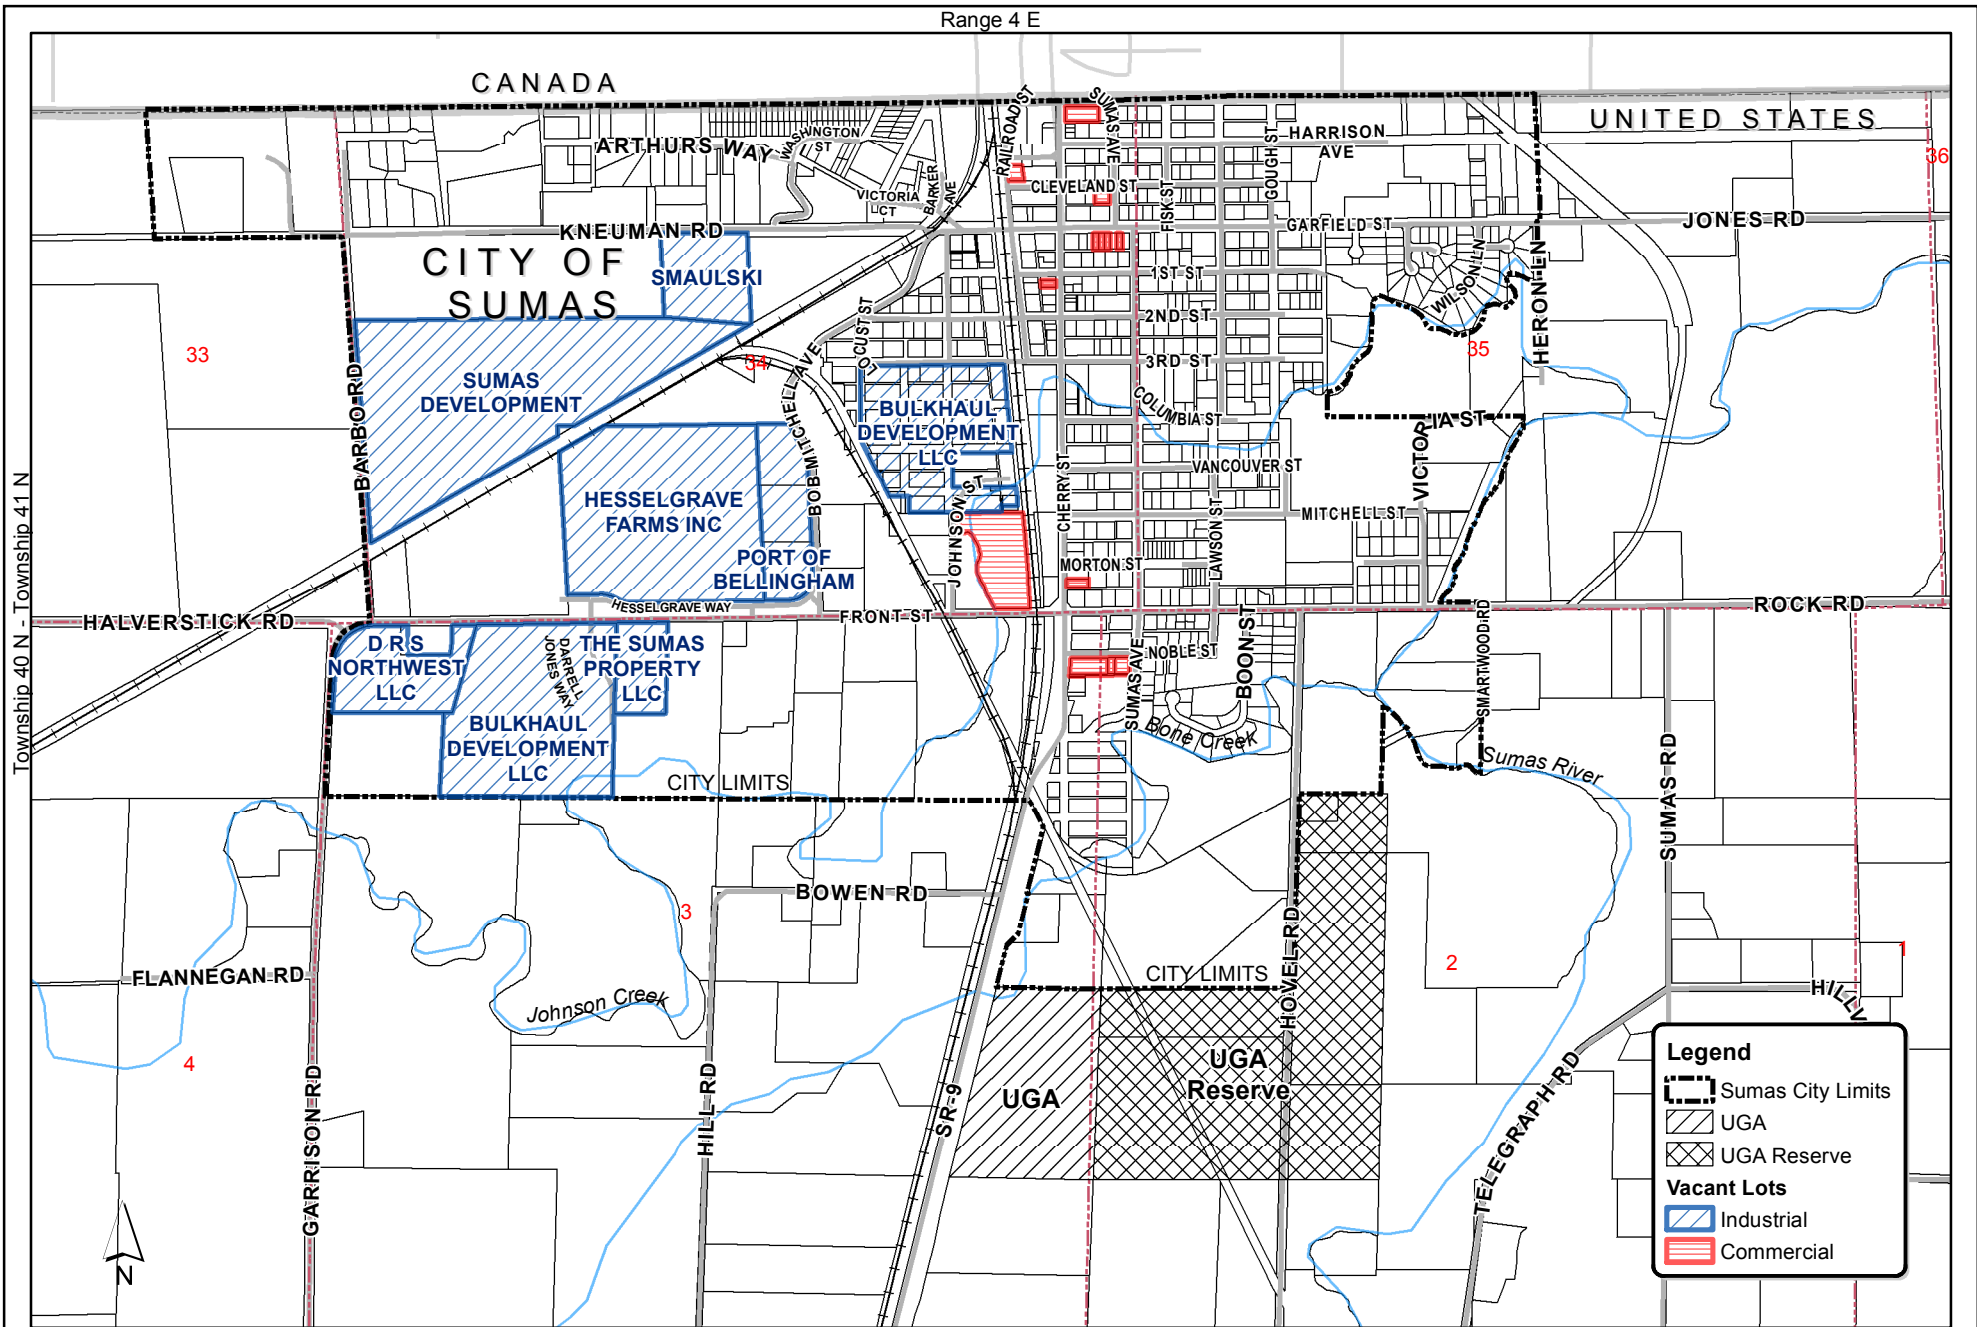 Range 4 E
CANADA
UNITED STATES
36
HARRISON
AVE
ARTHURS WAY
WASHINGTON
ST
RAILROAD ST
SUMAS AVE
GOUGH ST
VICTORIA
CT
BARKER
AVE
CLEVELAND ST
FISK ST
KNEUMAN RD
GARFIELD ST
JONES RD
CITY OF
SUMAS
SMAULSKI
1ST ST
WILSON LN
HERON LN
2ND ST
LOCUST ST
33
34
35
3RD ST
BARBO RD
SUMAS
DEVELOPMENT
BOB MITCHELL AVE
BULKHAUL
DEVELOPMENT
LLC
COLUMBIA ST
VICTORIA ST
VANCOUVER ST
CHERRY ST
Township 40 N - Township 41 N
HESSELGRAVE
FARMS INC
JOHNSON ST
LAWSON ST
MITCHELL ST
PORT OF
BELLINGHAM
MORTON ST
HESSELGRAVE WAY
FRONT ST
HALVERSTICK RD
ROCK RD
D R S
NORTHWEST
LLC
DARRELL
JONES WAY
THE SUMAS
PROPERTY
LLC
NOBLE ST
BOON ST
SMARTWOOD RD
SUMAS AVE
BULKHAUL
DEVELOPMENT
LLC
Bone Creek
Sumas River
CITY LIMITS
SUMAS RD
BOWEN RD
3
HOVEL RD
2
1
FLANNEGAN RD
CITY LIMITS
HILLV
Johnson Creek
4
UGA
UGA
Reserve
GARRISON RD
HILL RD
SR-9
TELEGRAPH RD
N
Legend
Sumas City Limits
UGA
UGA Reserve
Vacant Lots
Industrial
Commercial